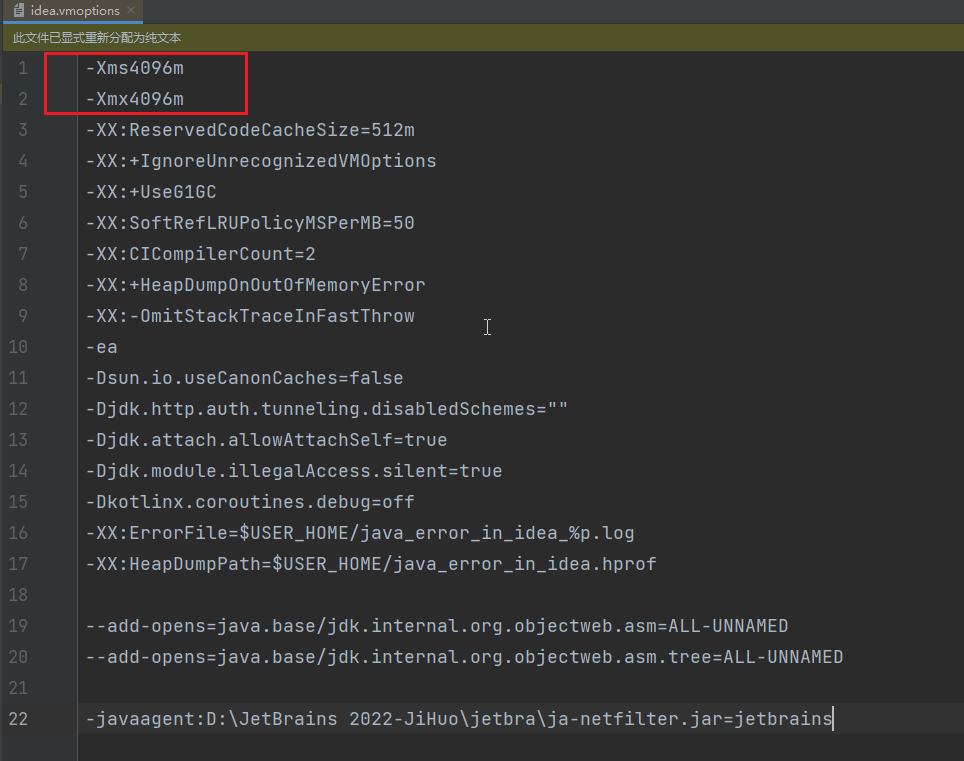 idea.vmoptions
此文件已显式重新分配为纯文本
1 -Xms4096m
2 -Xmx4096m
3 -XX:ReservedCodeCacheSize=512m
4 -XX:+IgnoreUnrecognizedVMOptions
5 -XX:+UseG1GC
6 -XX:SoftRefLRUPolicyMSPerMB=50
7 -XX:CICompilerCount=2
8 -XX:+HeapDumpOnOutOfMemoryError
9 -XX:-OmitStackTraceInFastThrow
10 -ea
11 -Dsun.io.useCanonCaches=false
12 -Djdk.http.auth.tunneling.disabledSchemes=""
13 -Djdk.attach.allowAttachSelf=true
14 -Djdk.module.illegalAccess.silent=true
15 -Dkotlinx.coroutines.debug=off
16 -XX:ErrorFile=$USER_HOME/java_error_in_idea_%p.log
17 -XX:HeapDumpPath=$USER_HOME/java_error_in_idea.hprof
18
19 --add-opens=java.base/jdk.internal.org.objectweb.asm=ALL-UNNAMED
20 --add-opens=java.base/jdk.internal.org.objectweb.asm.tree=ALL-UNNAMED
21
22 -javaagent:D:\JetBrains 2022-JiHuo\jetbra\ja-netfilter.jar=jetbrains